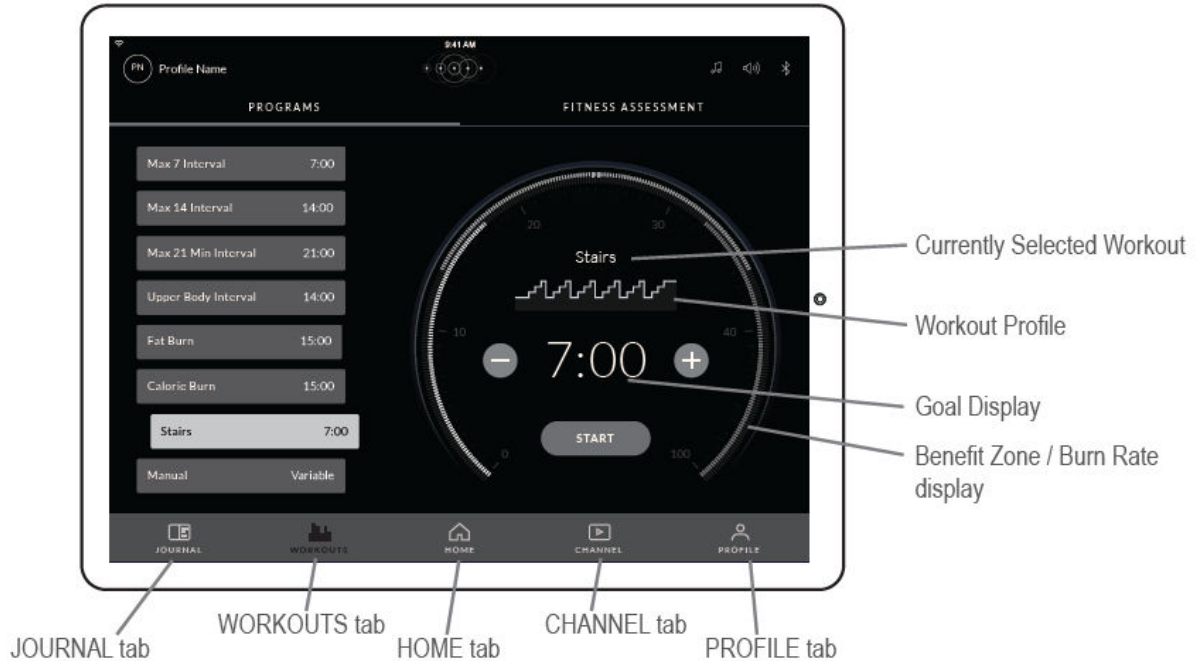 9:41 AM
PN Profile Name
PROGRAMS FITNESS ASSESSMENT
Max 7 Interval 7:00
Max 14 Interval 14:00
Max 21 Min Interval 21:00
Upper Body Interval 14:00
Fat Burn 15:00
Caloric Burn 15:00
Stairs 7:00
Manual Variable
20 30
Stairs
10 40
7:00
START
0 100
JOURNAL WORKOUTS HOME CHANNEL PROFILE
Currently Selected Workout
Workout Profile
Goal Display
Benefit Zone / Burn Rate
display
JOURNAL tab
WORKOUTS tab
HOME tab
CHANNEL tab
PROFILE tab